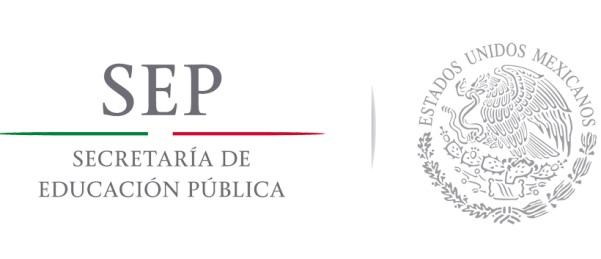 SEP
SECRETARÍA DE
EDUCACIÓN PÚBLICA
ESTADOS UNIDOS MEXICANOS